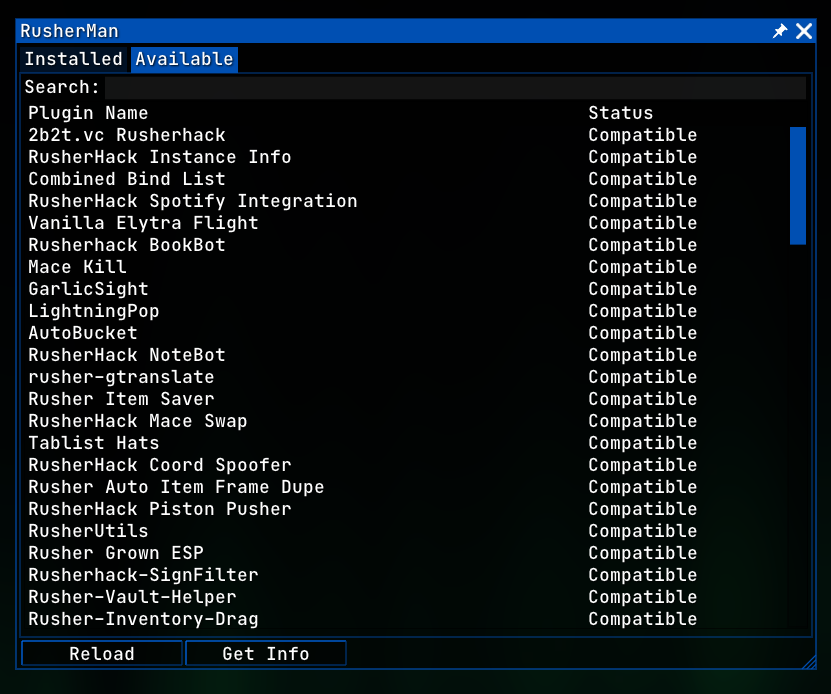 RusherMan
Installed Available
Search:
Plugin Name Status
2b2t.vc Rusherhack Compatible
RusherHack Instance Info Compatible
Combined Bind List Compatible
RusherHack Spotify Integration Compatible
Vanilla Elytra Flight Compatible
Rusherhack BookBot Compatible
Mace Kill Compatible
GarlicSight Compatible
LightningPop Compatible
AutoBucket Compatible
RusherHack NoteBot Compatible
rusher-gtranslate Compatible
Rusher Item Saver Compatible
RusherHack Mace Swap Compatible
Tablist Hats Compatible
RusherHack Coord Spoofer Compatible
Rusher Auto Item Frame Dupe Compatible
RusherHack Piston Pusher Compatible
RusherUtils Compatible
Rusher Grown ESP Compatible
Rusherhack-SignFilter Compatible
Rusher-Vault-Helper Compatible
Rusher-Inventory-Drag Compatible
Reload Get Info